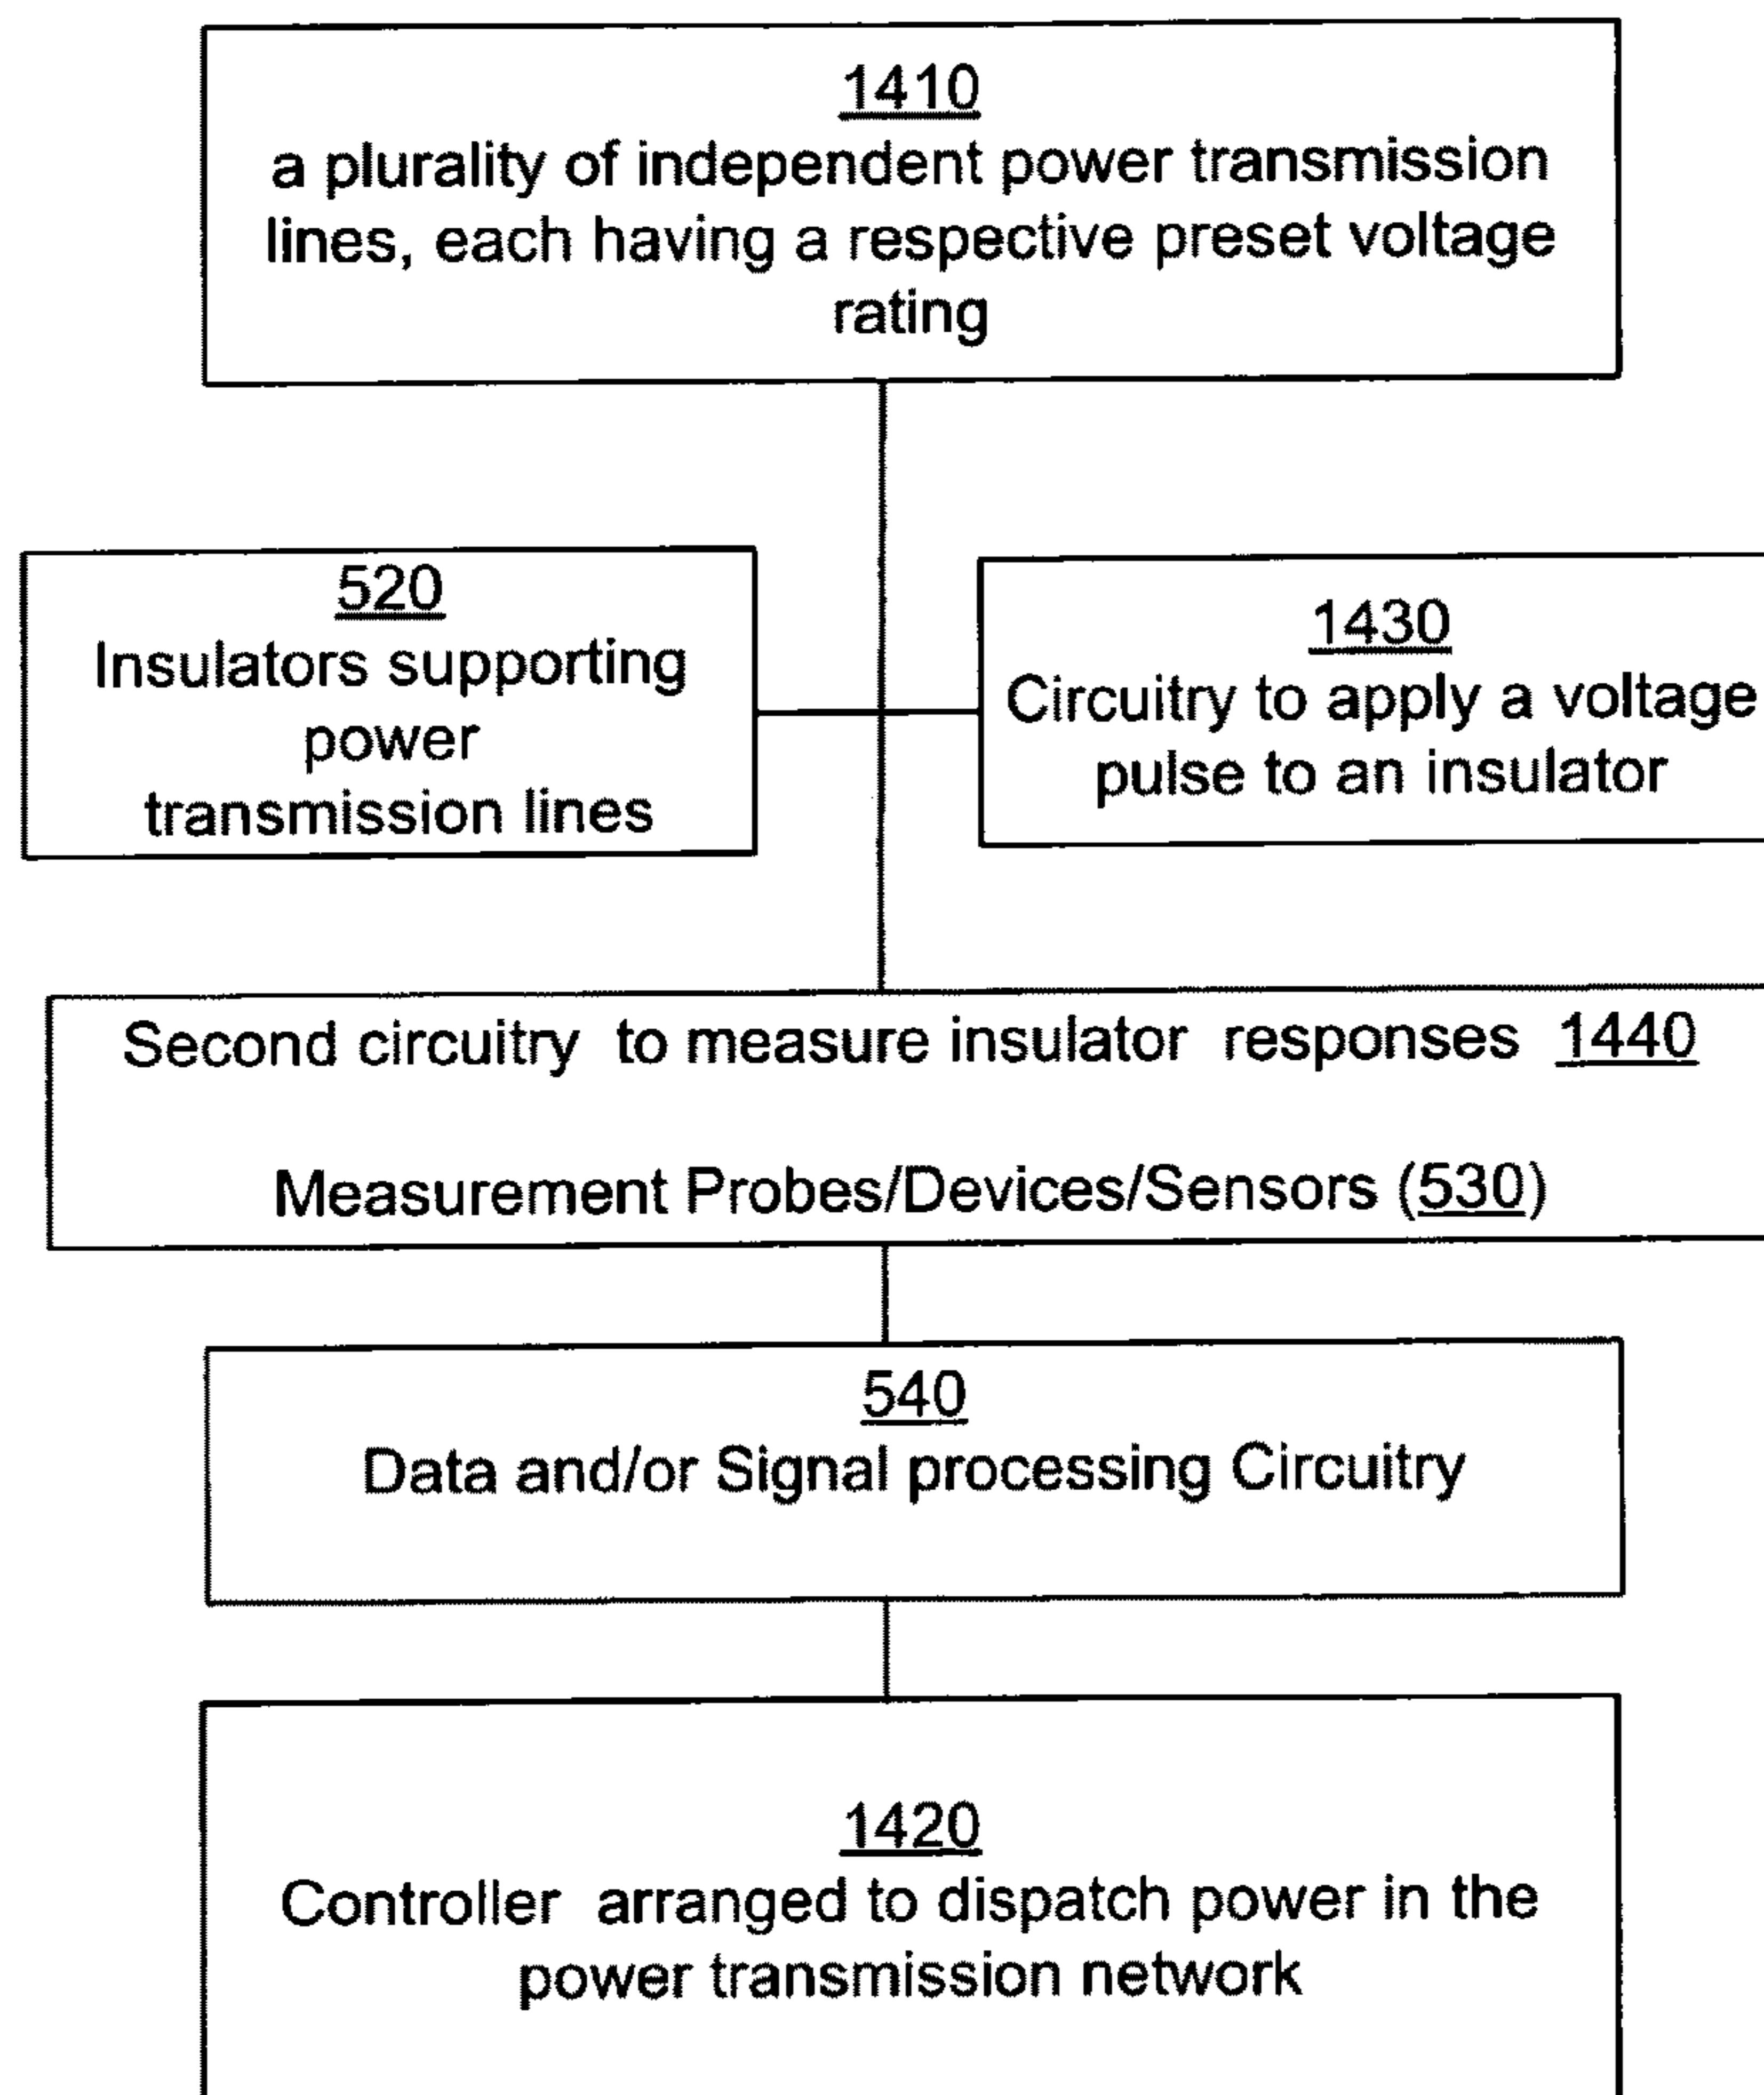 1410
a plurality of independent power transmission
lines, each having a respective preset voltage
rating
520
Insulators supporting
power
transmission lines
1430
Circuitry to apply a voltage
pulse to an insulator
Second circuitry to measure insulator responses 1440
Measurement Probes/Devices/Sensors (530)
540
Data and/or Signal processing Circuitry
1420
Controller arranged to dispatch power in the
power transmission network